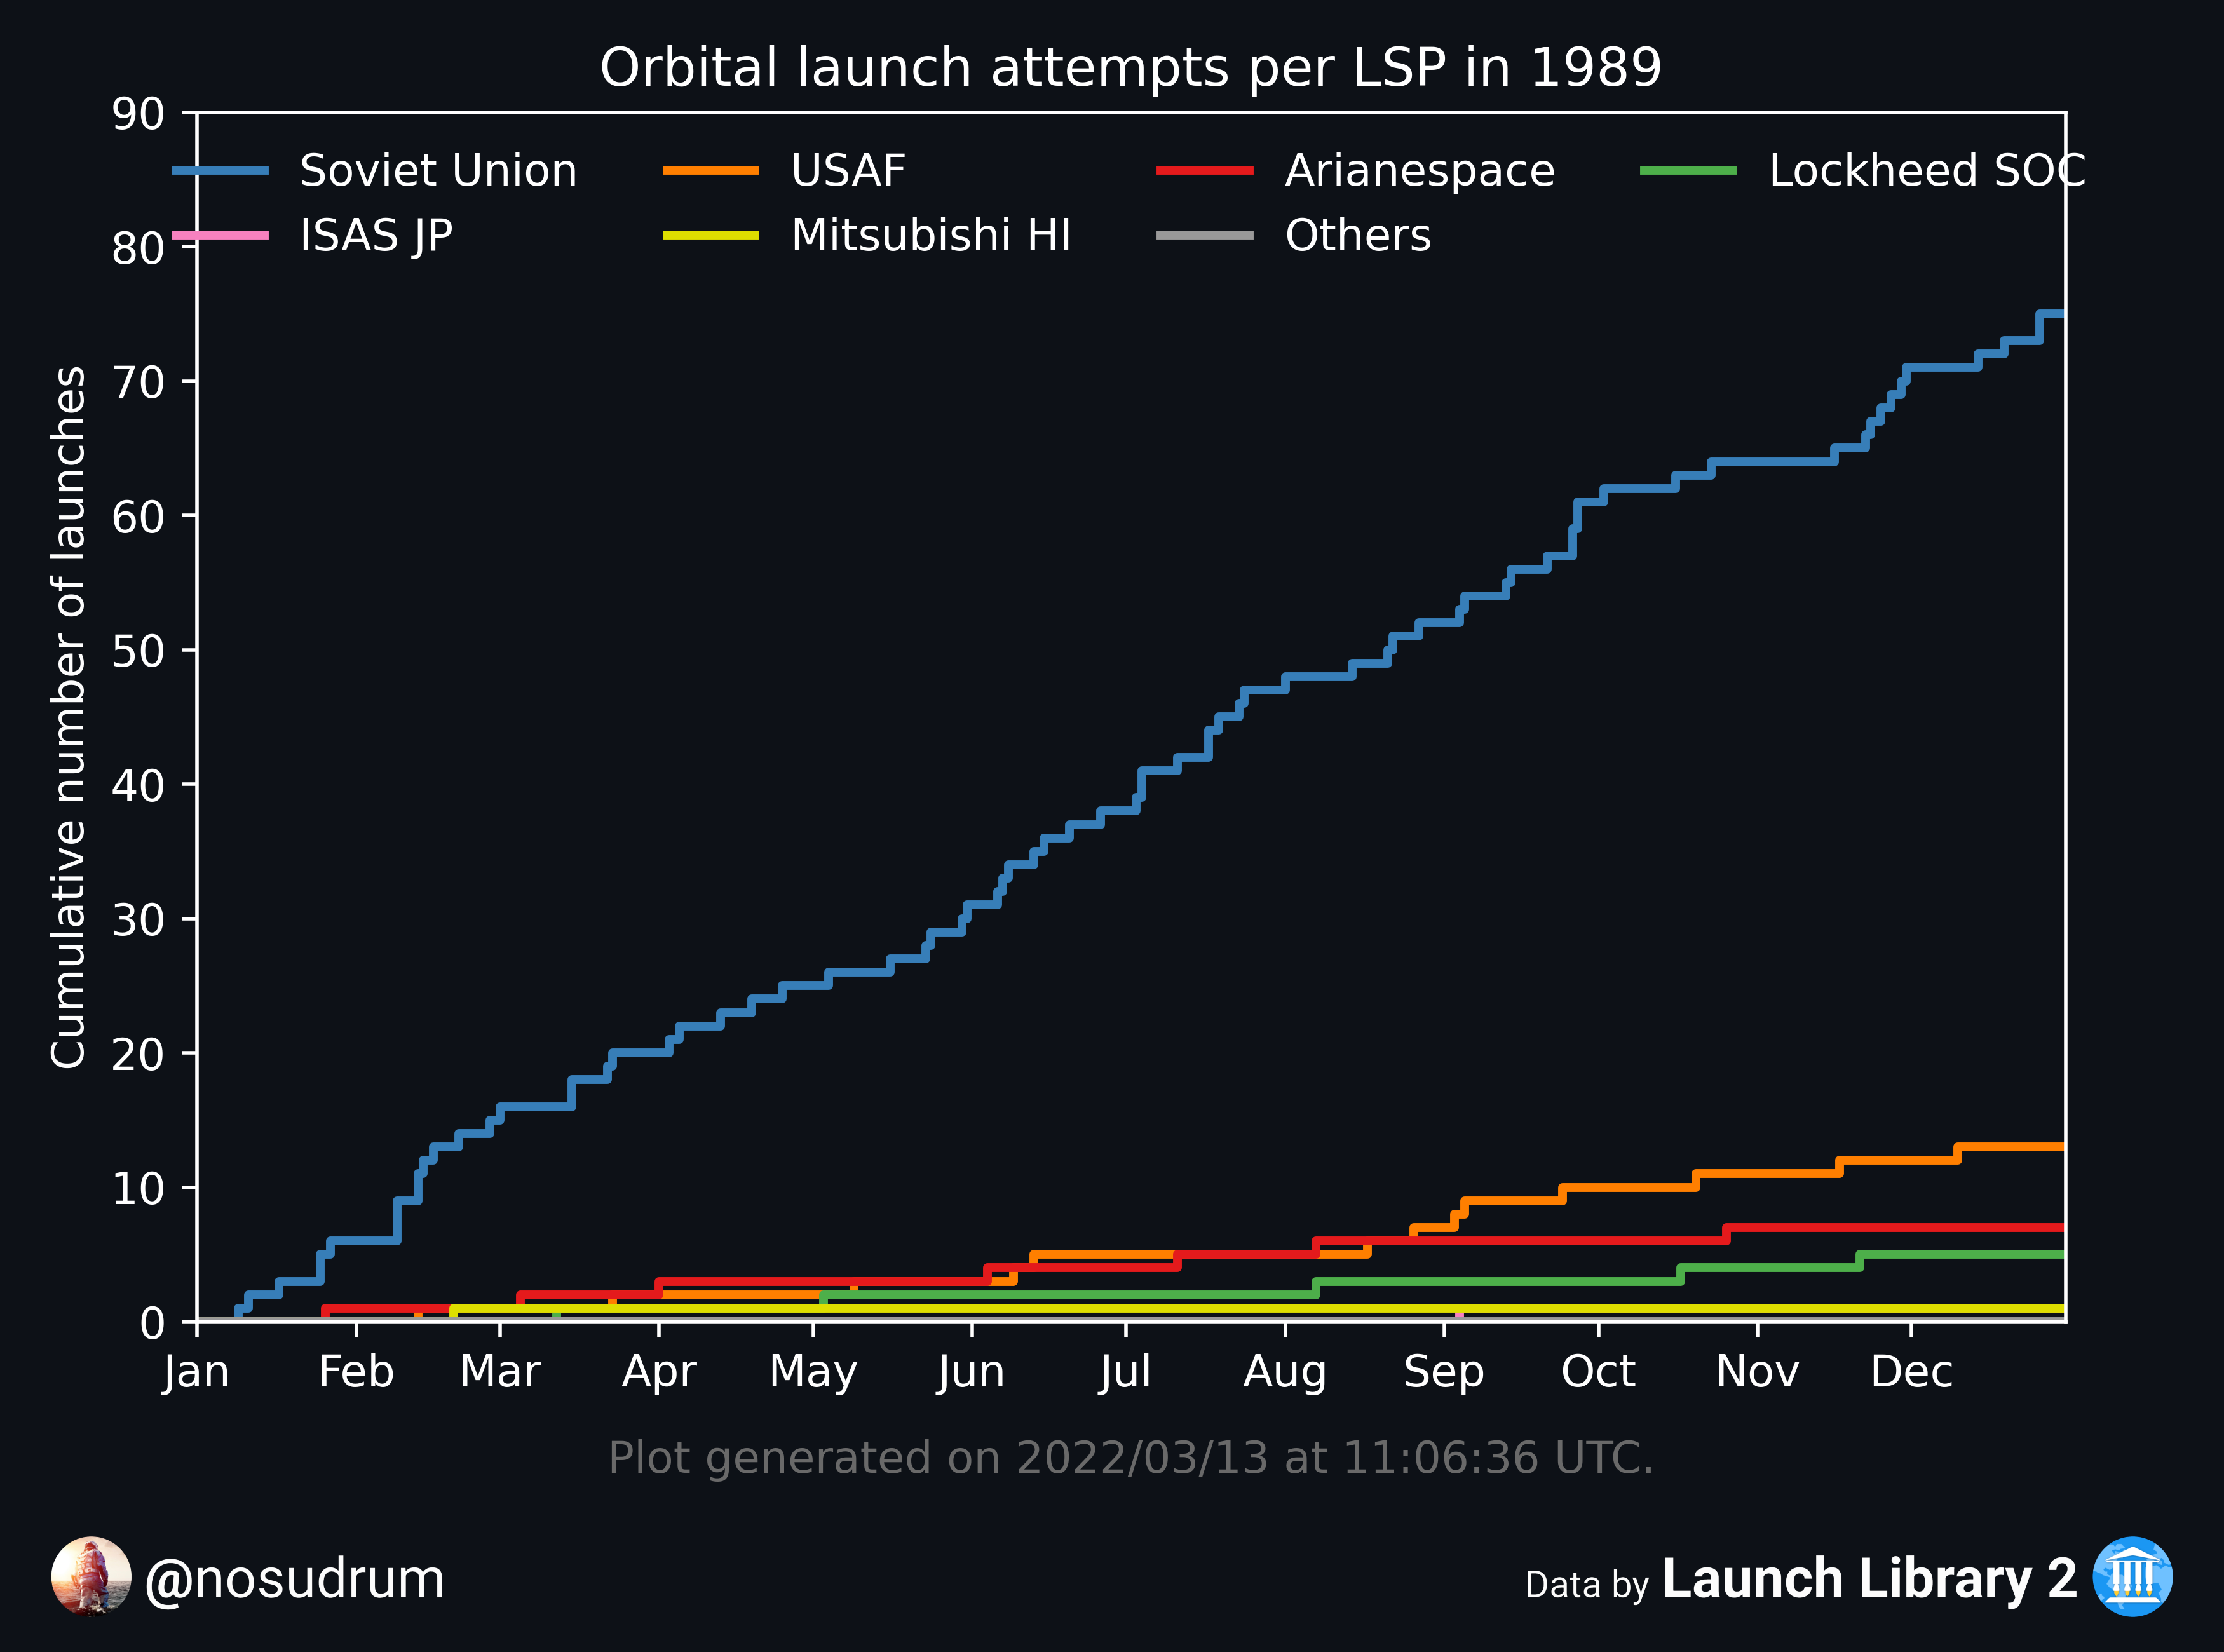 Orbital launch attempts per LSP in 1989
Soviet Union
USAF
Arianespace
Lockheed SOC
ISAS JP
Mitsubishi HI
Others
Cumulative number of launches
90
80
70
60
50
40
30
20
10
0
Jan Feb Mar Apr May Jun Jul Aug Sep Oct Nov Dec
Plot generated on 2022/03/13 at 11:06:36 UTC.
@nosudrum
Data by Launch Library 2